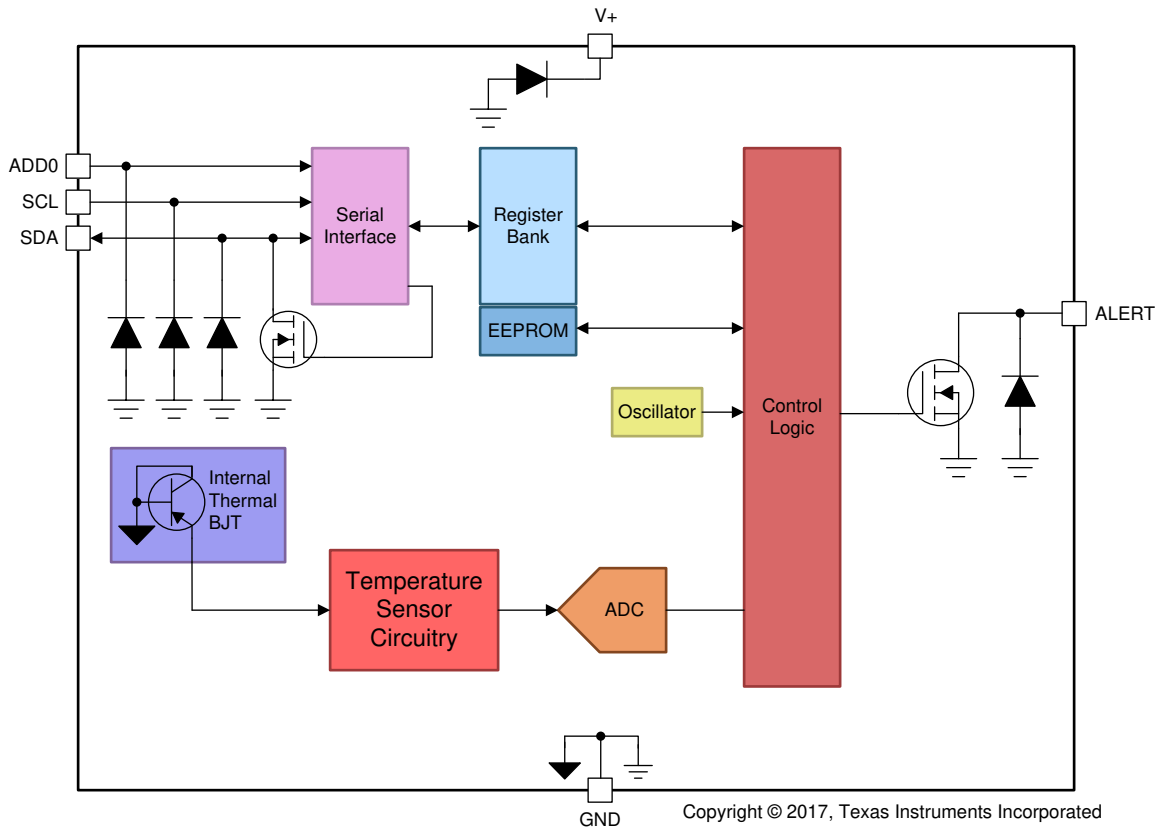 V+
ADD0
SCL
SDA
Serial
Interface
Register
Bank
EEPROM
ALERT
Oscillator
Control
Logic
Internal
Thermal
BJT
Temperature
Sensor
Circuitry
ADC
GND
Copyright © 2017, Texas Instruments Incorporated